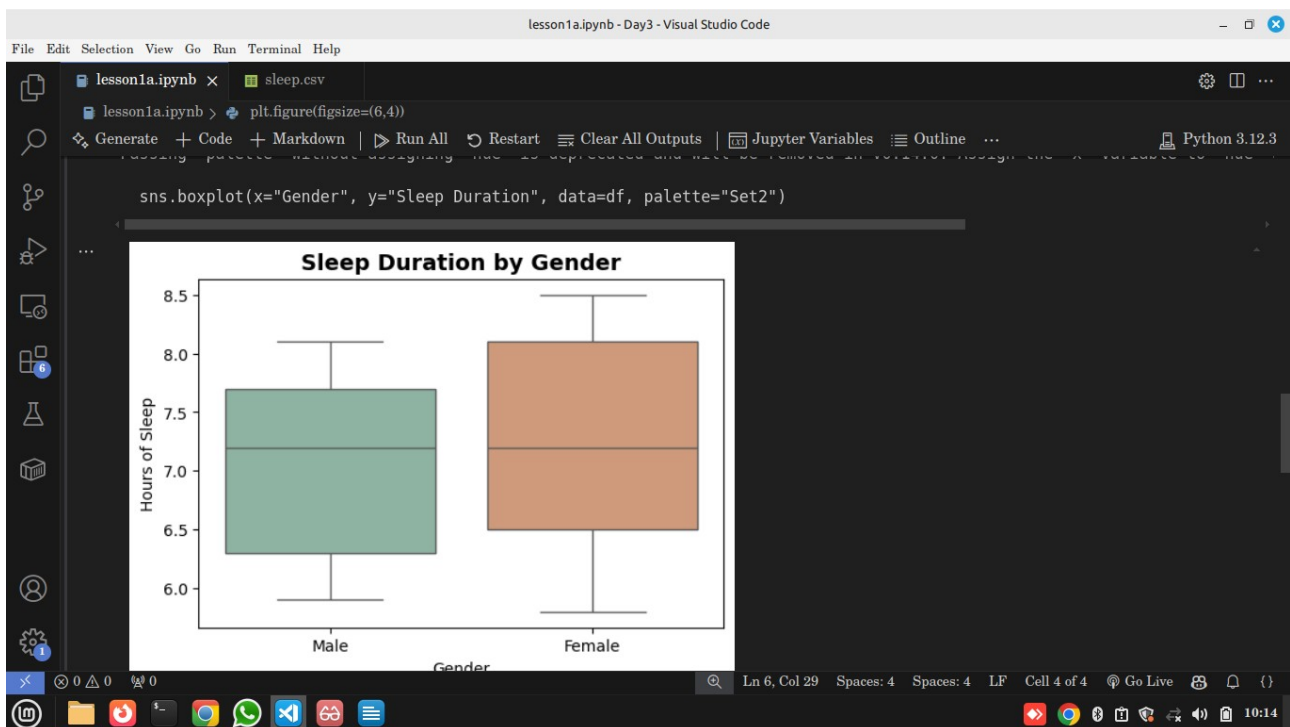 lesson1a.ipynb - Day3 - Visual Studio Code
File Edit Selection View Go Run Terminal Help
lesson1a.ipynb sleep.csv
lesson1a.ipynb > plt.figure(figsize=(6,4))
Generate + Code + Markdown | Run All Restart Clear All Outputs | Jupyter Variables Outline ... Python 3.12.3
sns.boxplot(x="Gender", y="Sleep Duration", data=df, palette="Set2")
...
Sleep Duration by Gender
Hours of Sleep
8.5
8.0
7.5
7.0
6.5
6.0
Male Female
Gender
6
1
0 0 0 Ln 6, Col 29 Spaces: 4 Spaces: 4 LF Cell 4 of 4 Go Live {}
10:14